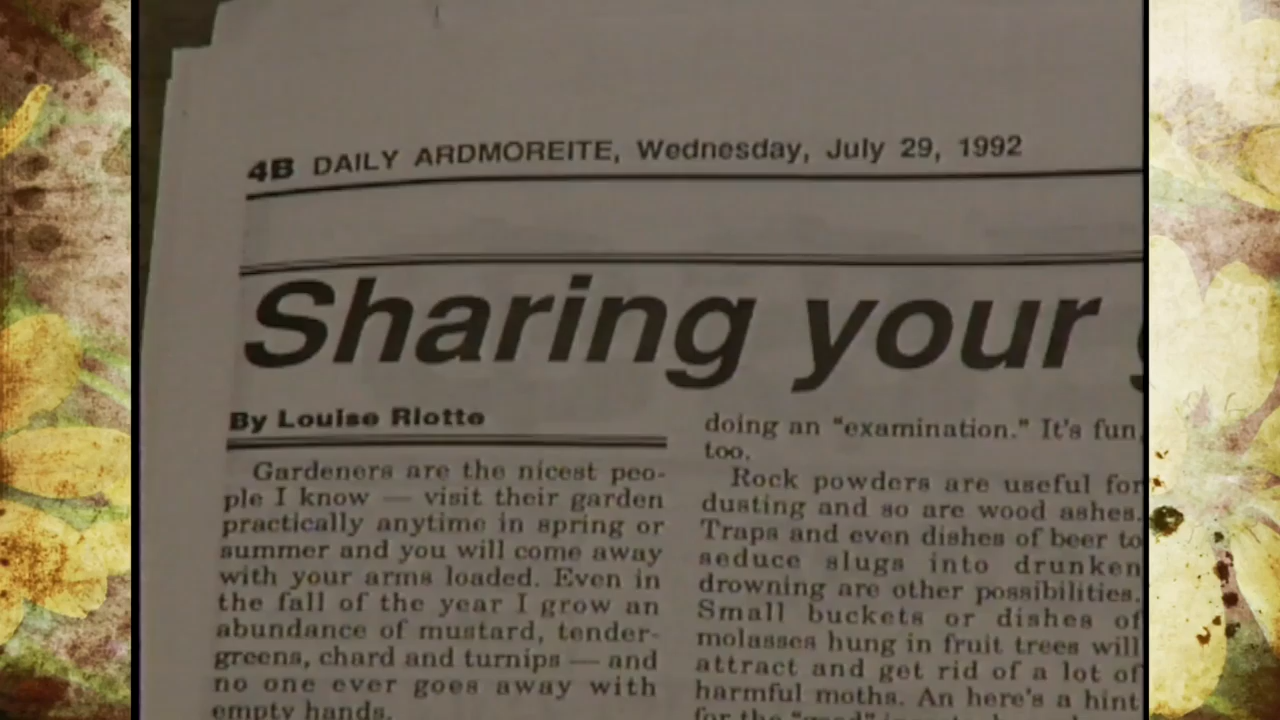 4B DAILY ARDMOREITE, Wednesday, July 29, 1992
Sharing your
By Louise Riotte
Gardeners are the nicest peo-
ple I know — visit their garden
practically anytime in spring or
summer and you will come away
with your arms loaded. Even in
the fall of the year I grow an
abundance of mustard, tender-
greens, chard and turnips — and
no one ever goes away with
empty hands.
doing an “examination.” It's fun,
too.
Rock powders are useful for
dusting and so are wood ashes.
Traps and even dishes of beer to
seduce slugs into drunken
drowning are other possibilities.
Small buckets or dishes of
molasses hung in fruit trees will
attract and get rid of a lot of
harmful moths. An here's a hint
for the “good”